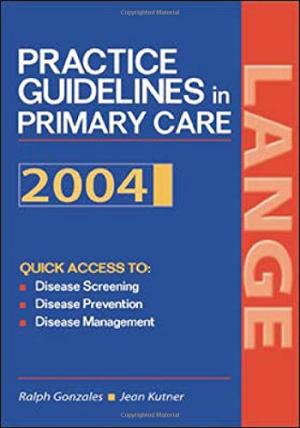 PRACTICE
GUIDELINES in
PRIMARY CARE
2004
LANGE
QUICK ACCESS TO:
Disease Screening
Disease Prevention
Disease Management
Ralph Gonzales ■ Jean Kutner